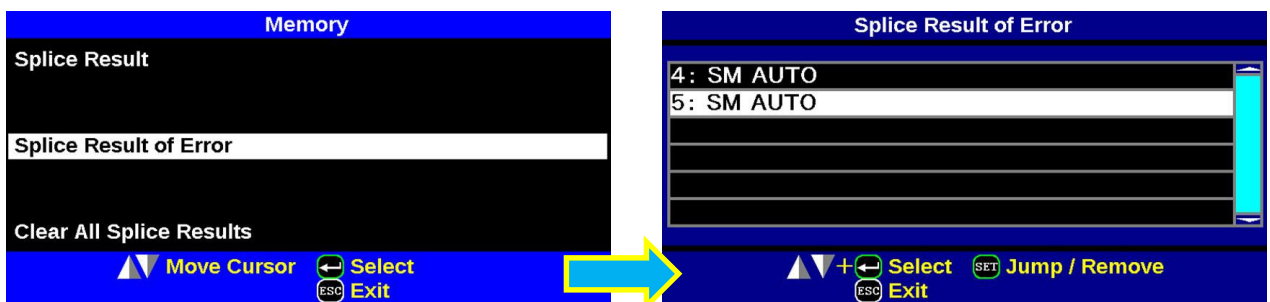 Memory
Splice Result
Splice Result of Error
Clear All Splice Results
Move Cursor Select
ESC Exit
Splice Result of Error
4: SM AUTO
5: SM AUTO
+ Select SET Jump / Remove
ESC Exit